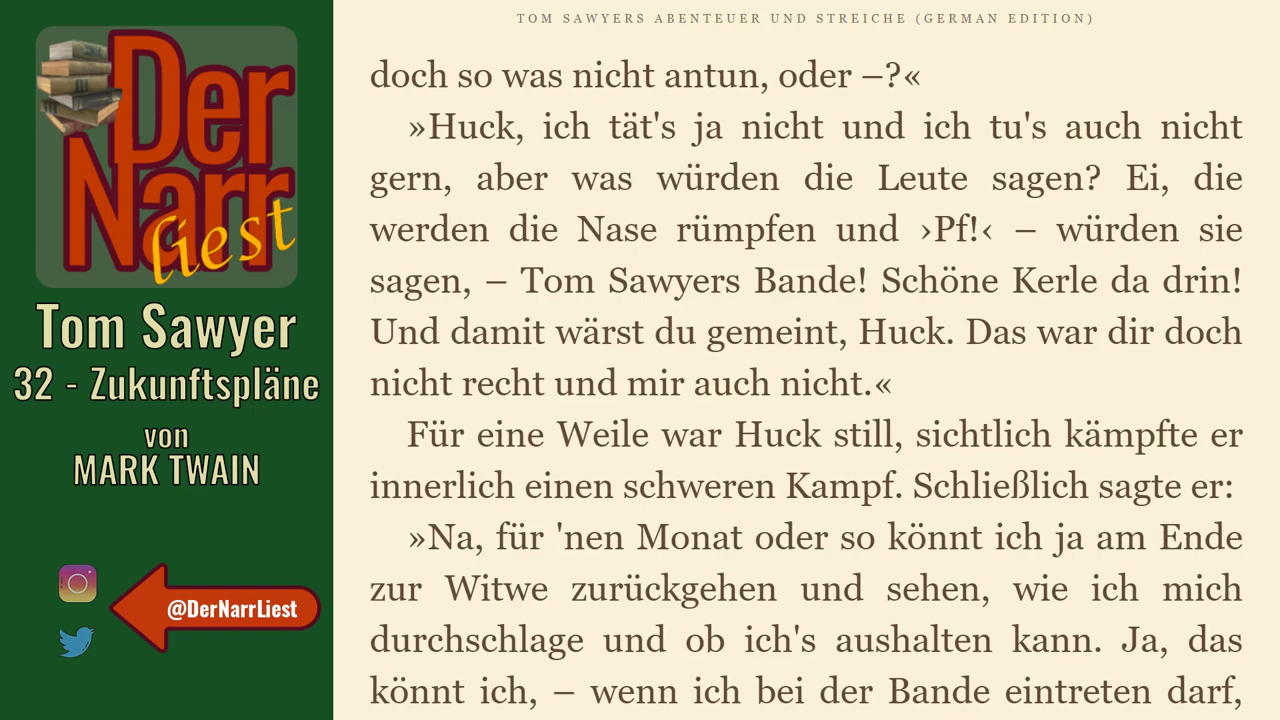 Der
Narr
liest
Tom Sawyer
32 - Zukunftspläne
von
MARK TWAIN
@DerNarrLiest
TOM SAWYERS ABENTEUER UND STREICHE (GERMAN EDITION)
doch so was nicht antun, oder –?«
»Huck, ich tät's ja nicht und ich tu's auch nicht
gern, aber was würden die Leute sagen? Ei, die
werden die Nase rümpfen und ›Pf!‹ – würden sie
sagen, – Tom Sawyers Bande! Schöne Kerle da drin!
Und damit wärst du gemeint, Huck. Das war dir doch
nicht recht und mir auch nicht.«
Für eine Weile war Huck still, sichtlich kämpfte er
innerlich einen schweren Kampf. Schließlich sagte er:
»Na, für 'nen Monat oder so könnt ich ja am Ende
zur Witwe zurückgehen und sehen, wie ich mich
durchschlage und ob ich's aushalten kann. Ja, das
könnt ich, – wenn ich bei der Bande eintreten darf,